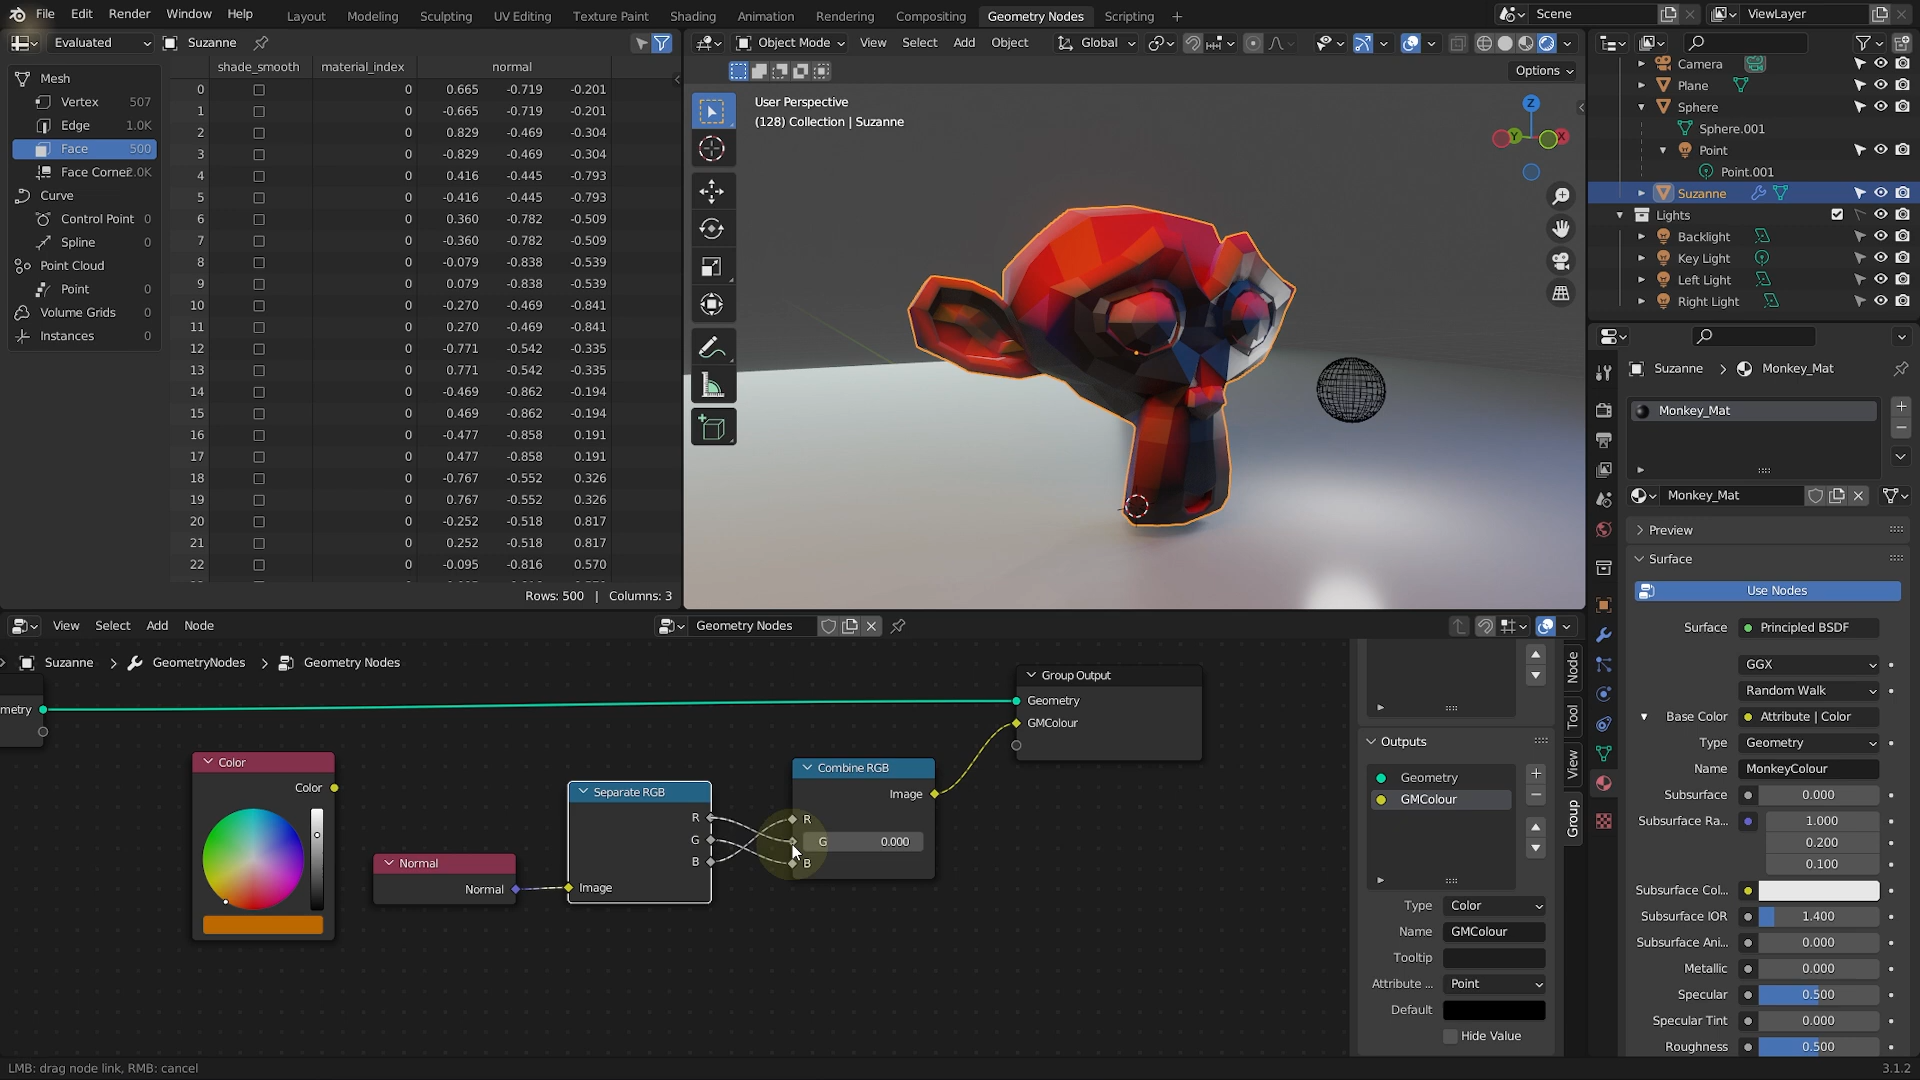 File Edit Render Window Help Layout Modeling Sculpting UV Editing Texture Paint Shading Animation Rendering Compositing Geometry Nodes Scripting + Scene ViewLayer
Evaluated Suzanne
shade_smooth material_index normal
Mesh
Vertex 507
Edge 1.0K
Face 500
Face Corner 2.0K
Curve
Control Point 0
Spline 0
Point Cloud
Point 0
Volume Grids 0
Instances 0
0 0 0.665 -0.719 -0.201
1 0 -0.665 -0.719 -0.201
2 0 0.829 -0.469 -0.304
3 0 -0.829 -0.469 -0.304
4 0 0.416 -0.445 -0.793
5 0 -0.416 -0.445 -0.793
6 0 0.360 -0.782 -0.509
7 0 -0.360 -0.782 -0.509
8 0 -0.079 -0.838 -0.539
9 0 0.079 -0.838 -0.539
10 0 -0.270 -0.469 -0.841
11 0 0.270 -0.469 -0.841
12 0 -0.771 -0.542 -0.335
13 0 0.771 -0.542 -0.335
14 0 -0.469 -0.862 -0.194
15 0 0.469 -0.862 -0.194
16 0 -0.477 -0.858 0.191
17 0 0.477 -0.858 0.191
18 0 -0.767 -0.552 0.326
19 0 0.767 -0.552 0.326
20 0 -0.252 -0.518 0.817
21 0 0.252 -0.518 0.817
22 0 -0.095 -0.816 0.570
Rows: 500 | Columns: 3
Object Mode View Select Add Object Global
Options
User Perspective
(128) Collection | Suzanne
Z
Y X
Camera
Plane
Sphere
Sphere.001
Point
Point.001
Suzanne
Lights
Backlight
Key Light
Left Light
Right Light
Suzanne Monkey_Mat
Monkey_Mat
Monkey_Mat
Preview
Surface
Use Nodes
Surface Principled BSDF
GGX
Random Walk
Base Color Attribute | Color
Type Geometry
Name MonkeyColour
Subsurface 0.000
Subsurface Ra... 1.000
0.200
0.100
Subsurface Col...
Subsurface IOR 1.400
Subsurface Ani... 0.000
Metallic 0.000
Specular 0.500
Specular Tint 0.000
Roughness 0.500
View Select Add Node Geometry Nodes
Suzanne GeometryNodes Geometry Nodes
metry
Color
Color
Normal
Normal
Separate RGB
R
G
B
Image
Combine RGB
Image
R
G 0.000
B
Group Output
Geometry
GMColour
Outputs
Geometry
GMColour
Type Color
Name GMColour
Tooltip
Attribute ... Point
Default
Hide Value
Node
Tool
View
Group
LMB: drag node link, RMB: cancel
3.1.2